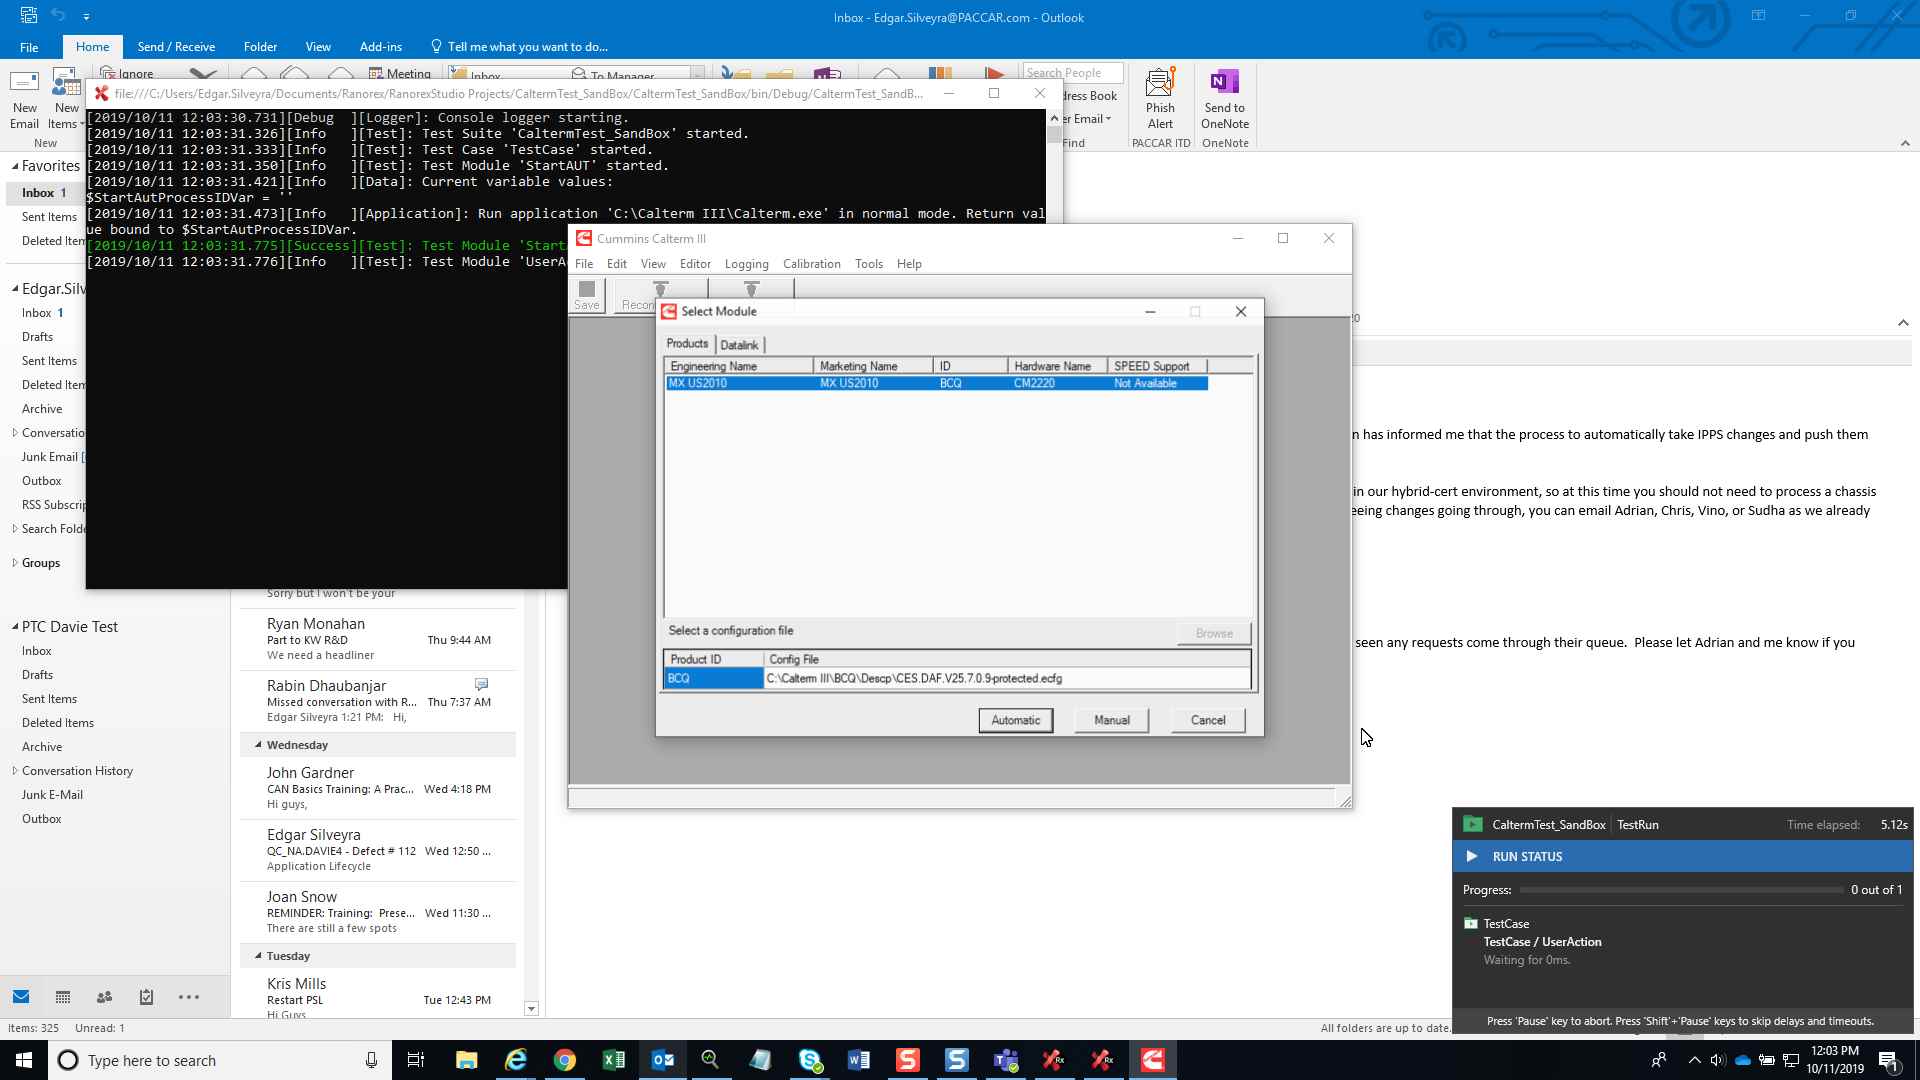 Inbox - Edgar.Silveyra@PACCAR.com - Outlook
File
Home
Send / Receive
Folder
View
Add-ins
Tell me what you want to do...
New
Email
New
Items
New
Ignore
Meeting
Inbox
To Manager
Search People
Phish
Alert
PACCAR ITD
Send to
OneNote
OneNote
file:///C:/Users/Edgar.Silveyra/Documents/Ranorex/RanorexStudio Projects/CaltermTest_SandBox/CaltermTest_SandBox/bin/Debug/CaltermTest_SandB...
[2019/10/11 12:03:30.731][Debug  ][Logger]: Console logger starting.
[2019/10/11 12:03:31.326][Info   ][Test]: Test Suite 'CaltermTest_SandBox' started.
[2019/10/11 12:03:31.333][Info   ][Test]: Test Case 'TestCase' started.
[2019/10/11 12:03:31.350][Info   ][Test]: Test Module 'StartAUT' started.
[2019/10/11 12:03:31.421][Info   ][Data]: Current variable values:
$StartAutProcessIDVar = ''
[2019/10/11 12:03:31.473][Info   ][Application]: Run application 'C:\Calterm III\Calterm.exe' in normal mode. Return val
ue bound to $StartAutProcessIDVar.
[2019/10/11 12:03:31.775][Success][Test]: Test Module 'Start
[2019/10/11 12:03:31.776][Info   ][Test]: Test Module 'UserA
Favorites
Inbox 1
Sent Items
Deleted Iten
Edgar.Silv
Inbox 1
Drafts
Sent Items
Deleted Item
Archive
Conversatio
Junk Email [
Outbox
RSS Subscrip
Search Folde
Groups
PTC Davie Test
Inbox
Drafts
Sent Items
Deleted Items
Archive
Conversation History
Junk E-Mail
Outbox
Sorry but I won't be your
Ryan Monahan
Part to KW R&D Thu 9:44 AM
We need a headliner
Rabin Dhaubanjar
Missed conversation with R... Thu 7:37 AM
Edgar Silveyra 1:21 PM: Hi,
Wednesday
John Gardner
CAN Basics Training: A Prac... Wed 4:18 PM
Hi guys,
Edgar Silveyra
QC_NA.DAVIE4 - Defect # 112 Wed 12:50 ...
Application Lifecycle
Joan Snow
REMINDER: Training: Prese... Wed 11:30 ...
There are still a few spots
Tuesday
Kris Mills
Restart PSL Tue 12:43 PM
Hi Guys
Cummins Calterm III
File Edit View Editor Logging Calibration Tools Help
Save
Recon
Select Module
Products
Datalink
Engineering Name Marketing Name ID Hardware Name SPEED Support
MX US2010 MX US2010 BCQ CM2220 Not Available
Select a configuration file
Browse
Product ID Config File
BCQ C:\Calterm III\BCQ\Descp\CES.DAF.V25.7.0.9-protected.ecfg
Automatic
Manual
Cancel
n has informed me that the process to automatically take IPPS changes and push them
in our hybrid-cert environment, so at this time you should not need to process a chassis
eeing changes going through, you can email Adrian, Chris, Vino, or Sudha as we already
seen any requests come through their queue. Please let Adrian and me know if you
CaltermTest_SandBox TestRun Time elapsed: 5.12s
RUN STATUS
Progress: 0 out of 1
TestCase
TestCase / UserAction
Waiting for 0ms.
Press 'Pause' key to abort. Press 'Shift'+'Pause' keys to skip delays and timeouts.
Items: 325 Unread: 1
All folders are up to date.
Type here to search
12:03 PM
10/11/2019